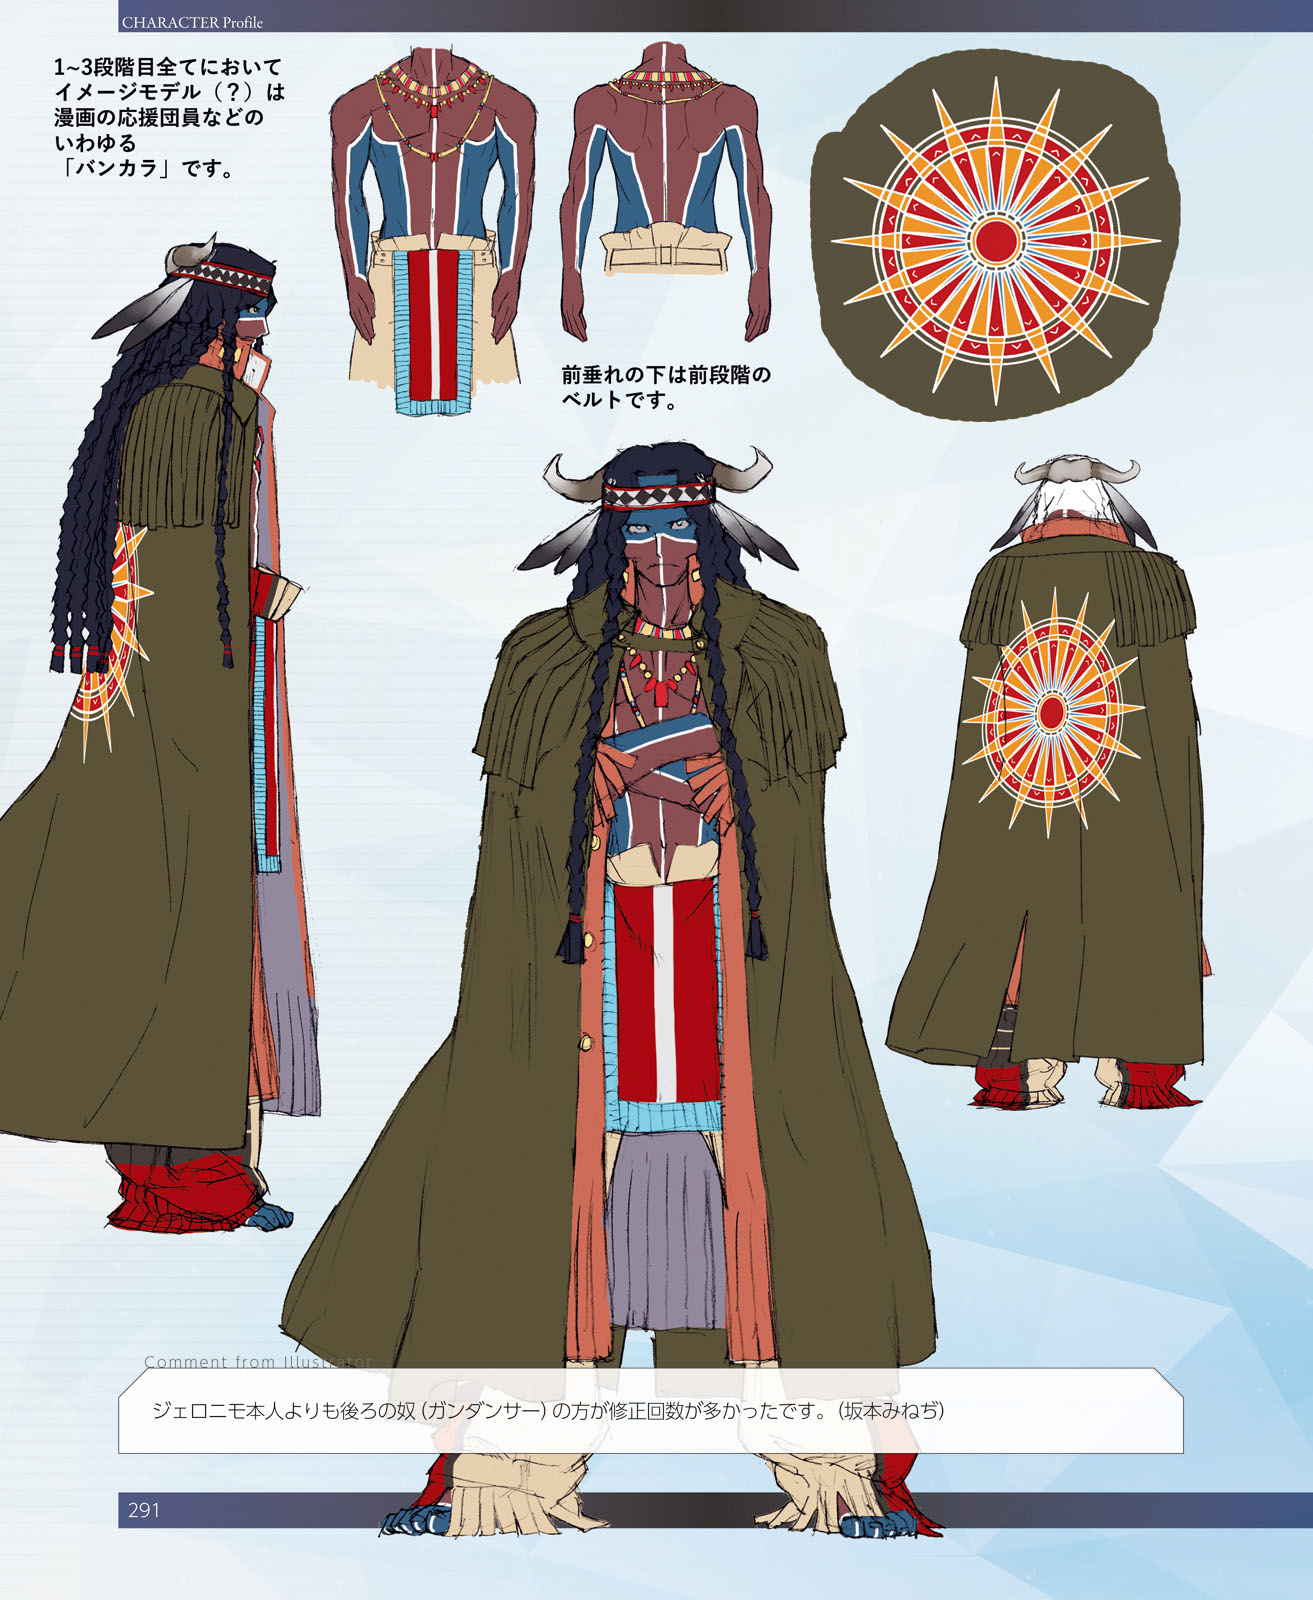 CHARACTER Profile
1~3段階目全てにおいて
イメージモデル（？）は
漫画の応援団員などの
いわゆる
「バンカラ」です。
前垂れの下は前段階の
ベルトです。
Comment from Illustrator
ジェロニモ本人よりも後ろの奴（ガンダンサー）の方が修正回数が多かったです。（坂本みねぢ）
291